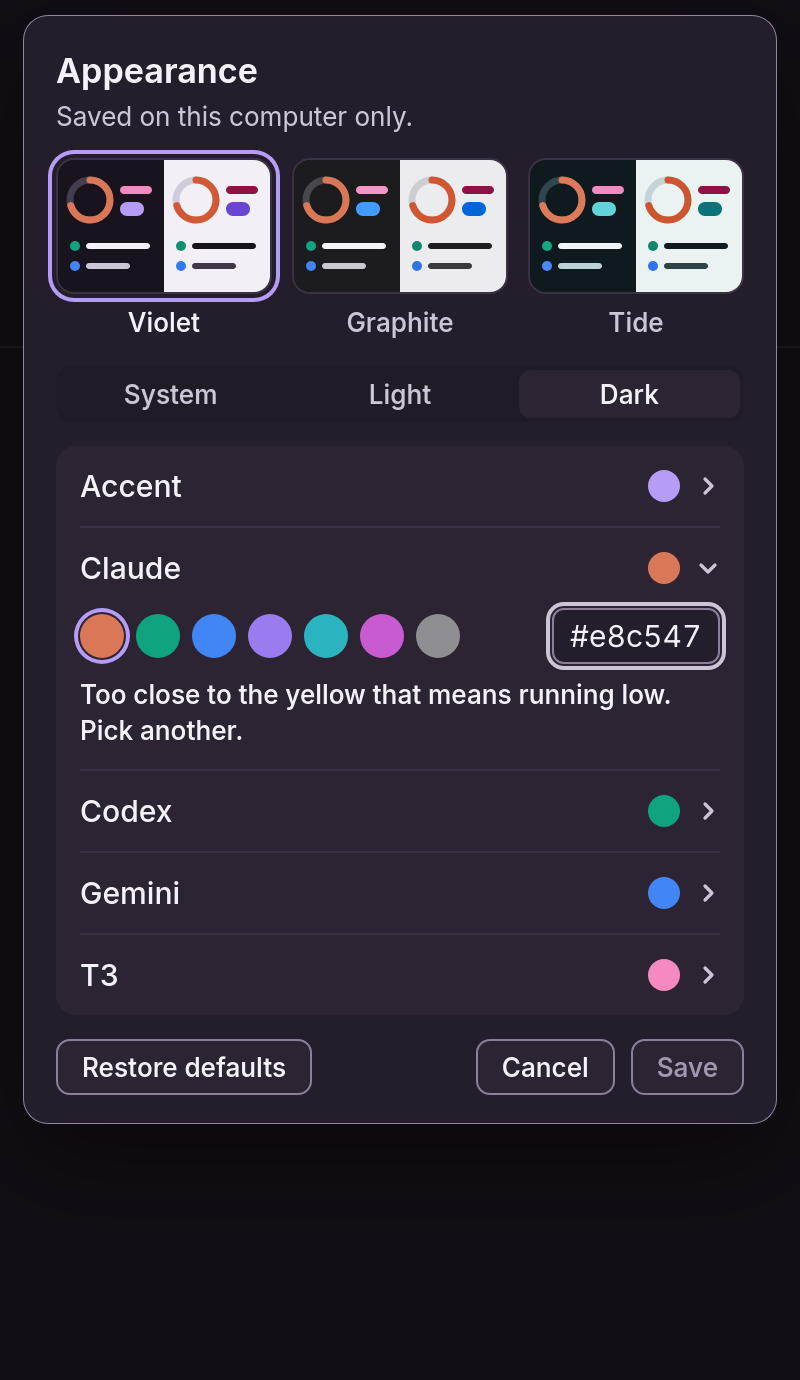 Appearance
Saved on this computer only.
Violet
Graphite
Tide
System
Light
Dark
Accent
Claude
#e8c547
Too close to the yellow that means running low.
Pick another.
Codex
Gemini
T3
Restore defaults
Cancel
Save